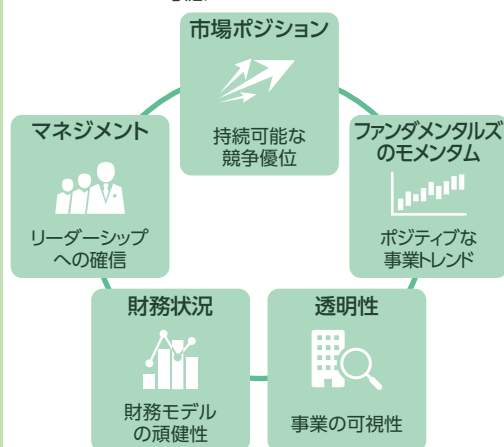 市場ポジション
持続可能な
競争優位
ファンダメンタルズ
のモメンタム
ポジティブな
事業トレンド
透明性
事業の可視性
財務状況
財務モデル
の頑健性
マネジメント
リーダーシップ
への確信